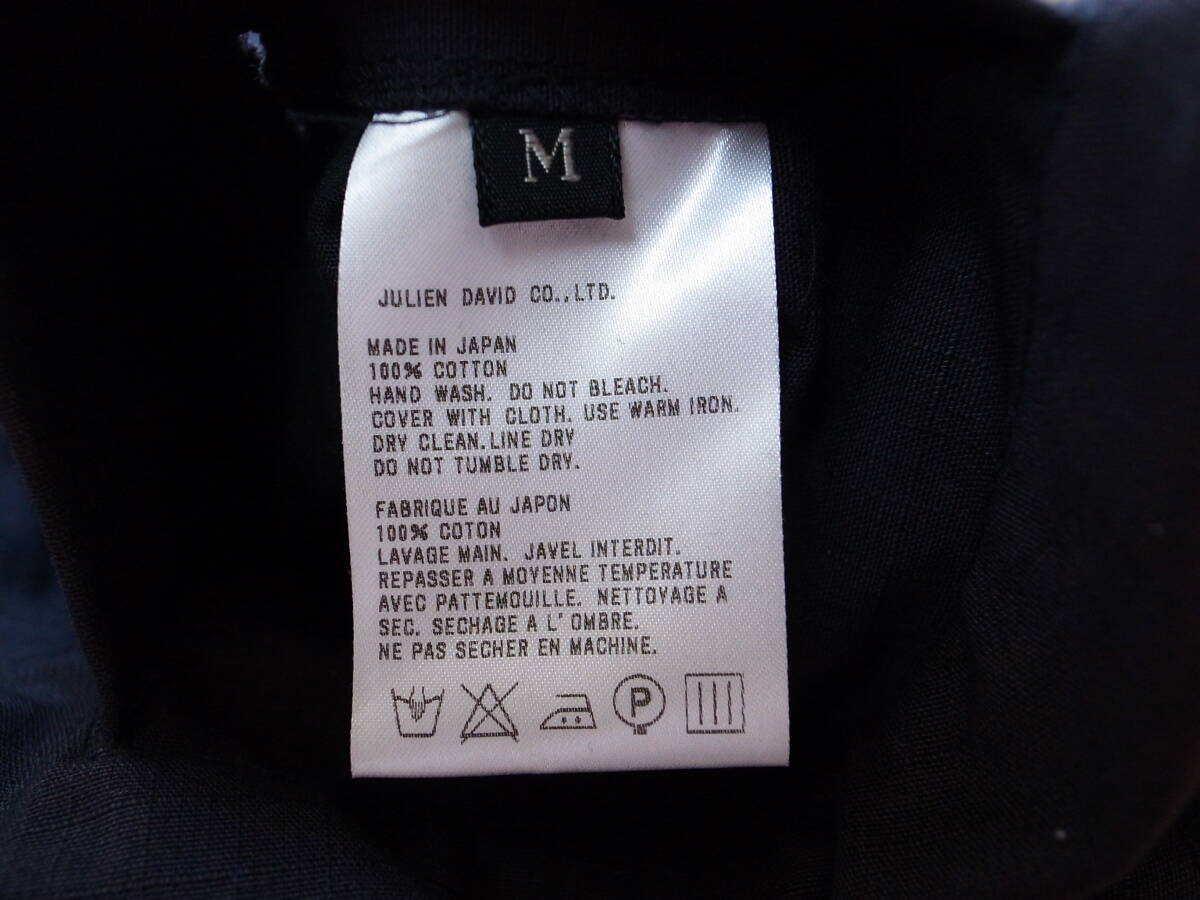 M
JULIEN DAVID CO.,LTD.
MADE IN JAPAN
100% COTTON
HAND WASH. DO NOT BLEACH.
COVER WITH CLOTH. USE WARM IRON.
DRY CLEAN.LINE DRY
DO NOT TUMBLE DRY.
FABRIQUE AU JAPON
100% COTON
LAVAGE MAIN. JAVEL INTERDIT.
REPASSER A MOYENNE TEMPERATURE
AVEC PATTEMOUILLE. NETTOYAGE A
SEC. SECHAGE A L' OMBRE.
NE PAS SECHER EN MACHINE.
P